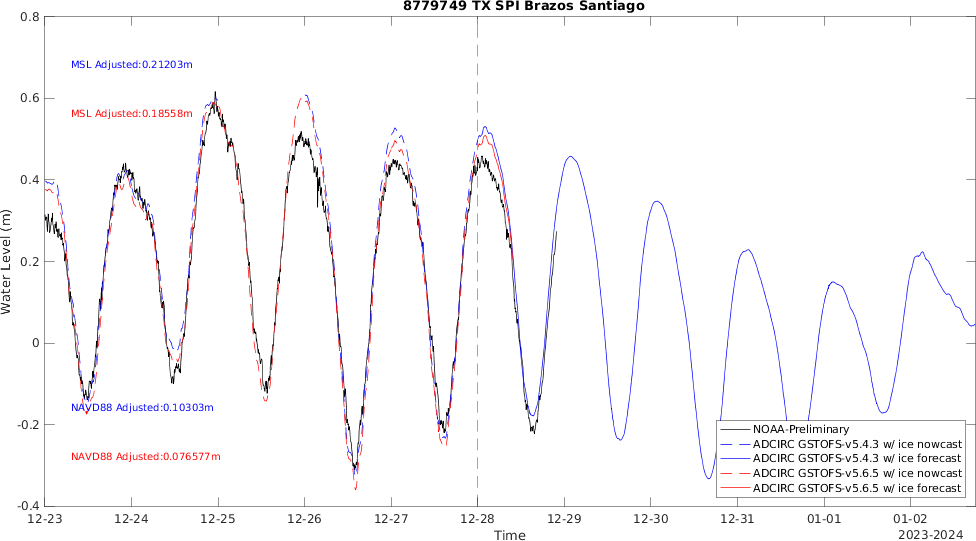 8779749 TX SPI Brazos Santiago
0.8
0.6
0.4
0.2
0
-0.2
-0.4
Water Level (m)
MSL Adjusted:0.21203m
MSL Adjusted:0.18558m
NAVD88 Adjusted:0.10303m
NAVD88 Adjusted:0.076577m
NOAA-Preliminary
ADCIRC GSTOFS-v5.4.3 w/ ice nowcast
ADCIRC GSTOFS-v5.4.3 w/ ice forecast
ADCIRC GSTOFS-v5.6.5 w/ ice nowcast
ADCIRC GSTOFS-v5.6.5 w/ ice forecast
12-23 12-24 12-25 12-26 12-27 12-28 12-29 12-30 12-31 01-01 01-02
Time
2023-2024